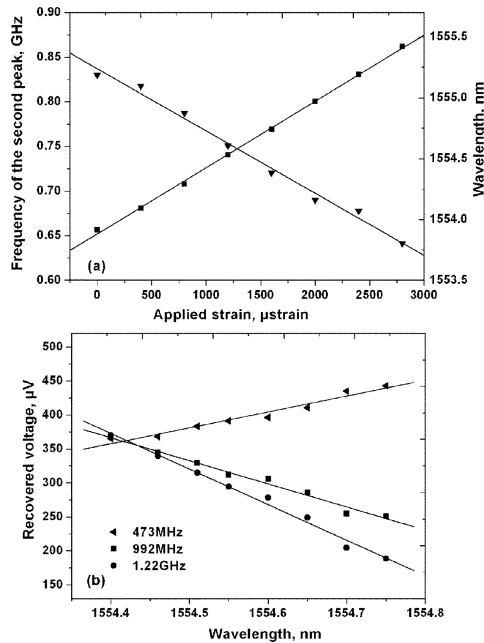 Frequency of the second peak, GHz
0.90
0.85
0.80
0.75
0.70
0.65
0.60
1555.5
1555.0
1554.5
1554.0
1553.5
Wavelength, nm
(a)
0 500 1000 1500 2000 2500 3000
Applied strain, µstrain
Recovered voltage, µV
500
450
400
350
300
250
200
150
473MHz
992MHz
1.22GHz
(b)
1554.4 1554.5 1554.6 1554.7 1554.8
Wavelength, nm